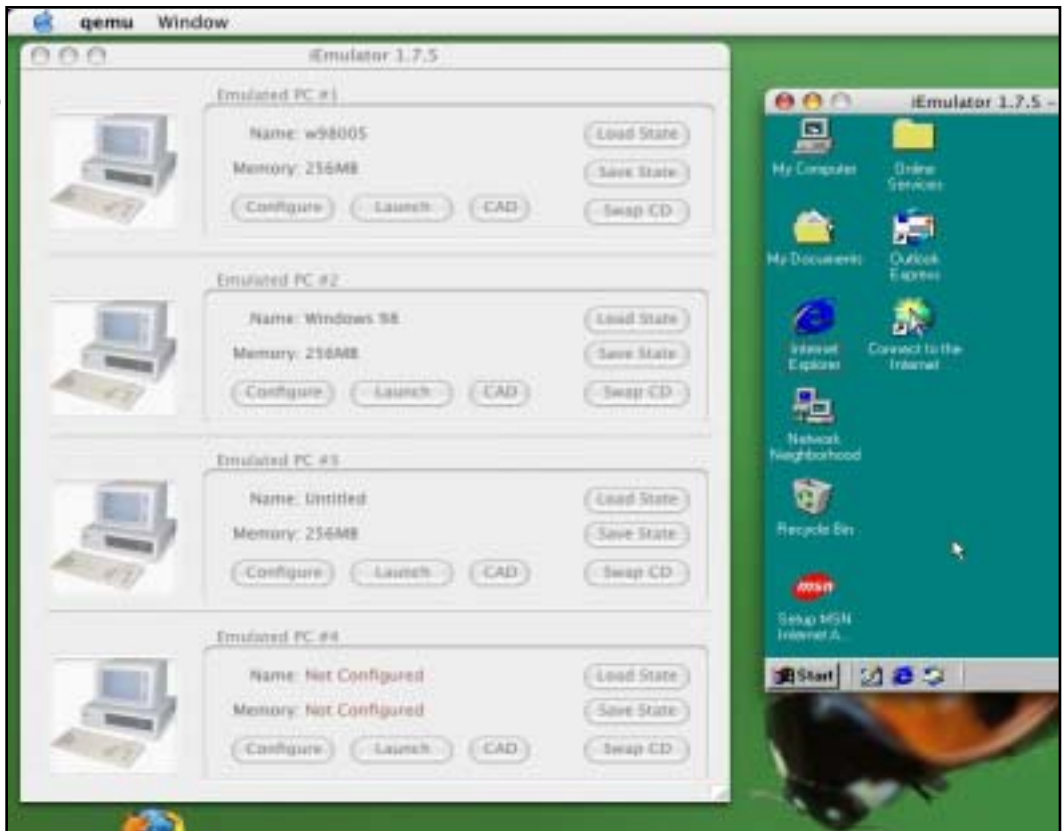 qemu Window
iEmulator 1.7.5
Emulated PC #1
Name: w98005
Memory: 256MB
Load State
Save State
Configure Launch CAD Swap CD
Emulated PC #2
Name: Windows 98
Memory: 256MB
Load State
Save State
Configure Launch CAD Swap CD
Emulated PC #3
Name: Untitled
Memory: 256MB
Load State
Save State
Configure Launch CAD Swap CD
Emulated PC #4
Name: Not Configured
Memory: Not Configured
Load State
Save State
Configure Launch CAD Swap CD
iEmulator 1.7.5 -
My Computer
Online
Services
My Documents
Outlook
Express
Internet
Explorer
Connect to the
Internet
Network
Neighborhood
Recycle Bin
msn
Setup MSN
Internet A...
Start